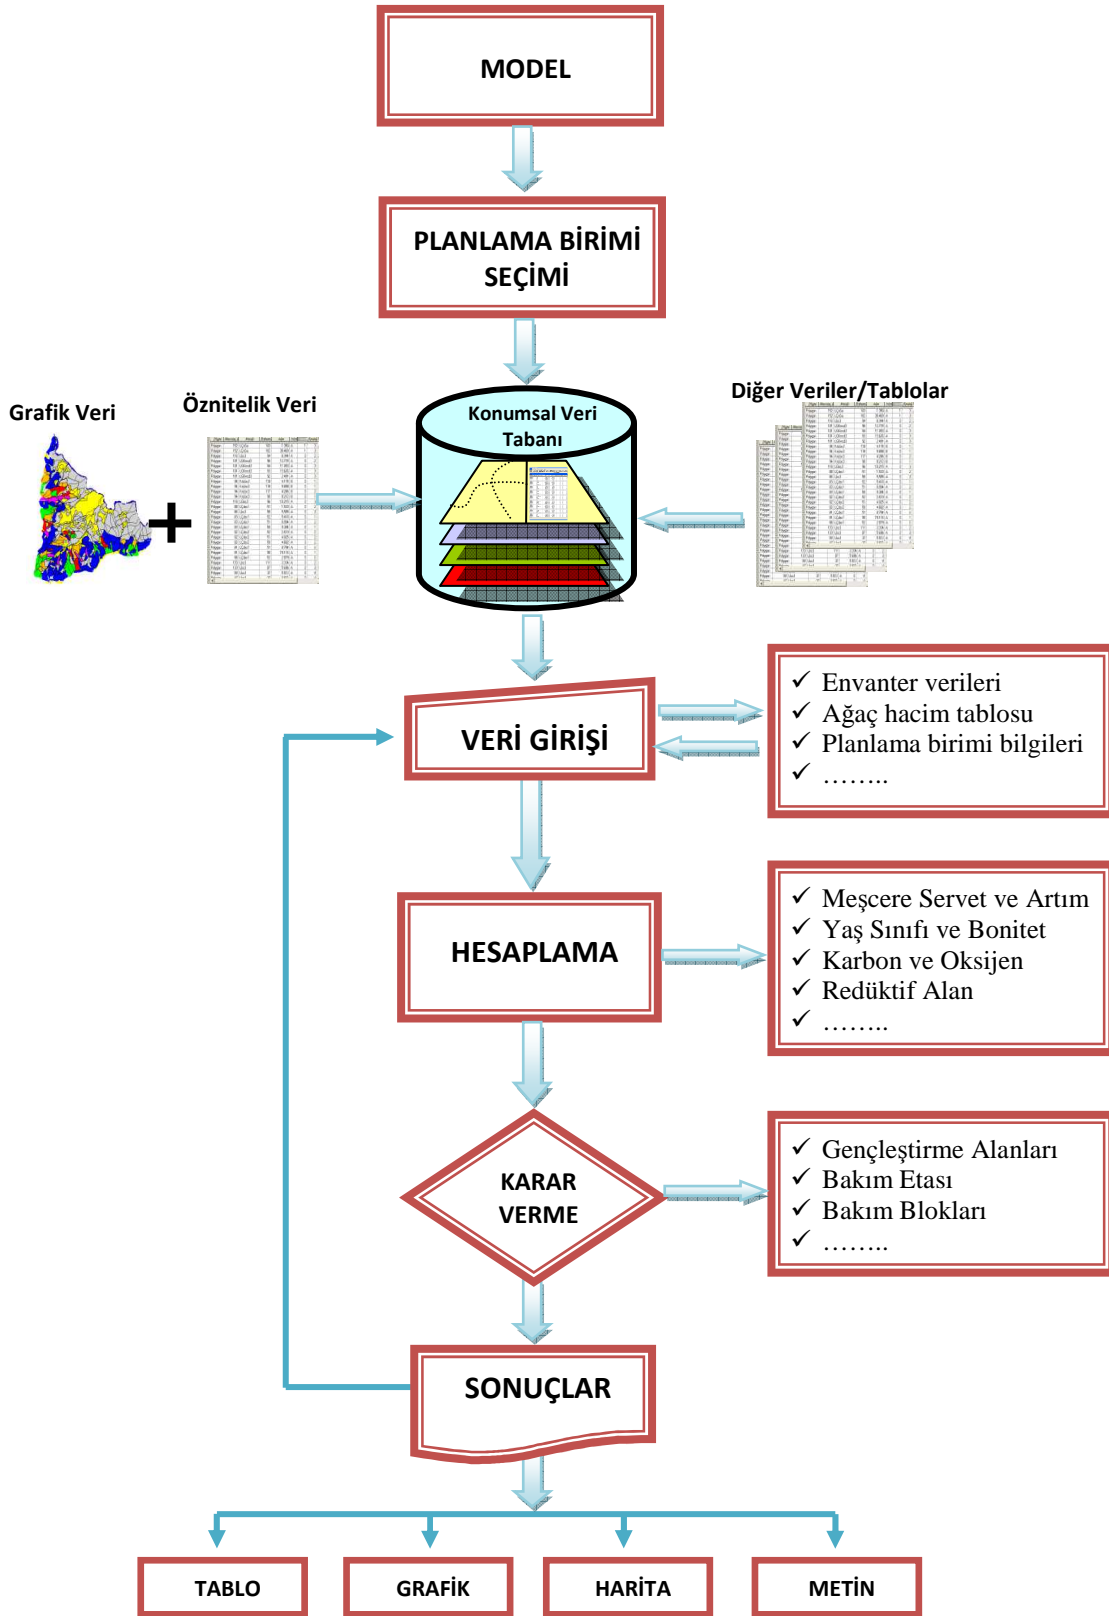 MODEL
PLANLAMA BİRİMİ
SEÇİMİ
Grafik Veri
Öznitelik Veri
Konumsal Veri
Tabanı
Diğer Veriler/Tablolar
VERİ GİRİŞİ
✓ Envanter verileri
✓ Ağaç hacim tablosu
✓ Planlama birimi bilgileri
✓ ……..
HESAPLAMA
✓ Meşcere Servet ve Artım
✓ Yaş Sınıfı ve Bonitet
✓ Karbon ve Oksijen
✓ Redüktif Alan
✓ ……..
KARAR
VERME
✓ Gençleştirme Alanları
✓ Bakım Etası
✓ Bakım Blokları
✓ ……..
SONUÇLAR
TABLO
GRAFİK
HARİTA
METİN